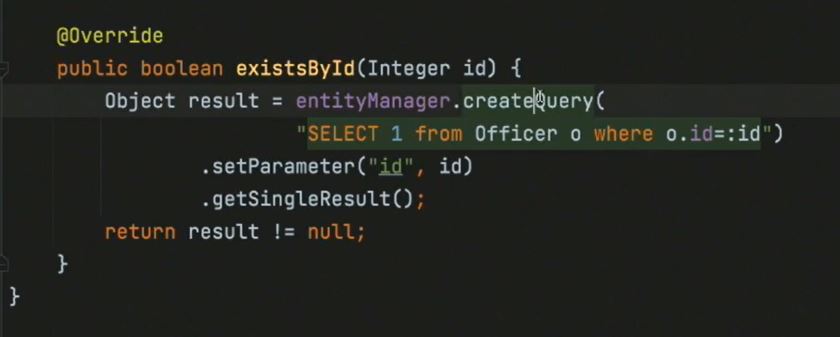 @Override
public boolean existsById(Integer id) {
Object result = entityManager.createQuery(
"SELECT 1 from Officer o where o.id=:id")
.setParameter("id", id)
.getSingleResult();
return result != null;
}
}